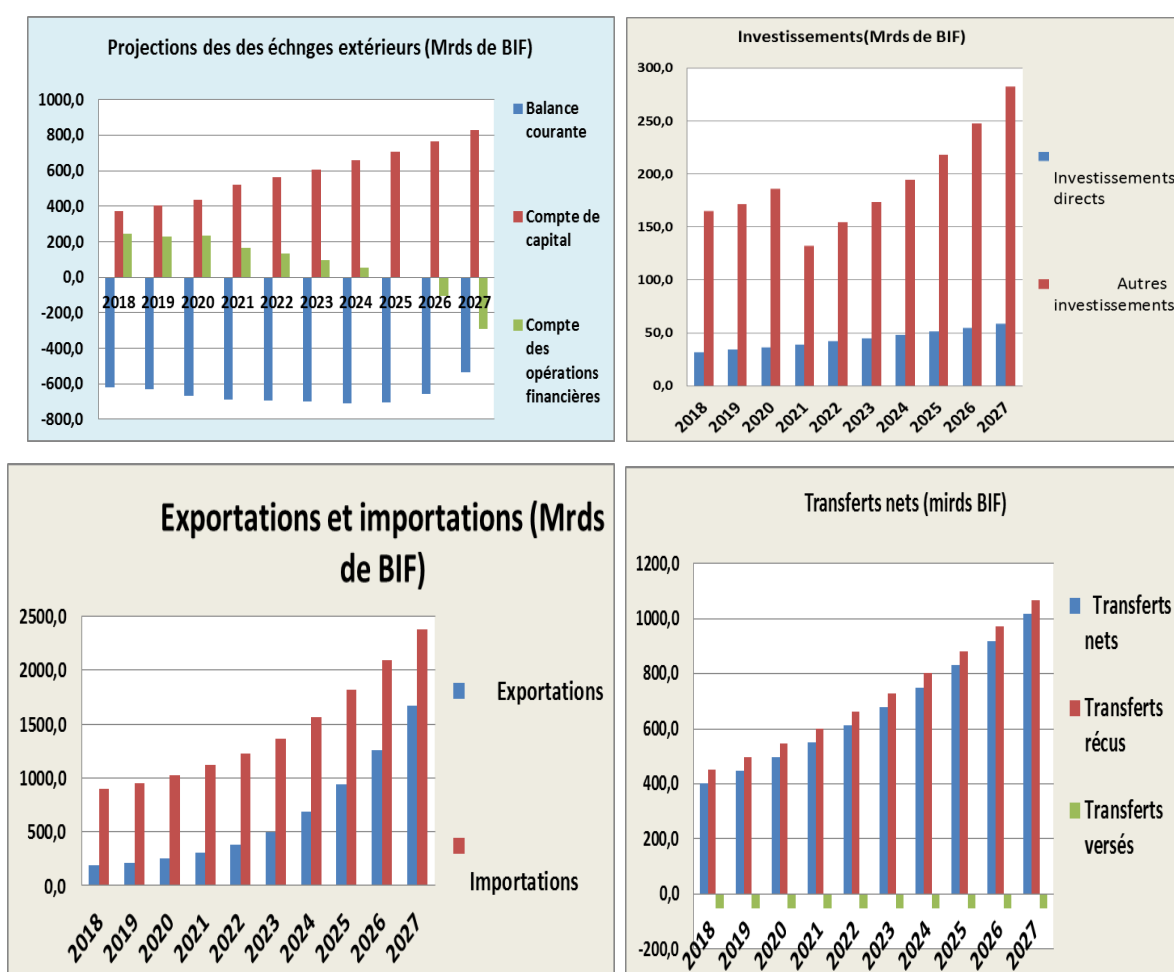 Projections des des échnges extérieurs (Mrds de BIF)
1000,0
800,0
600,0
400,0
200,0
0,0
-200,0
-400,0
-600,0
-800,0
2018 2019 2020 2021 2022 2023 2024 2025 2026 2027
Balance
courante
Compte de
capital
Compte
des
opérations
financières
Investissements(Mrds de BIF)
300,0
250,0
200,0
150,0
100,0
50,0
0,0
2018 2019 2020 2021 2022 2023 2024 2025 2026 2027
Investissements
directs
Autres
investissements
Exportations et importations (Mrds
de BIF)
2500,0
2000,0
1500,0
1000,0
500,0
0,0
2018 2019 2020 2021 2022 2023 2024 2025 2026 2027
Exportations
Importations
Transferts nets (mirds BIF)
1200,0
1000,0
800,0
600,0
400,0
200,0
0,0
-200,0
2018 2019 2020 2021 2022 2023 2024 2025 2026 2027
Transferts
nets
Transferts
récus
Transferts
versés